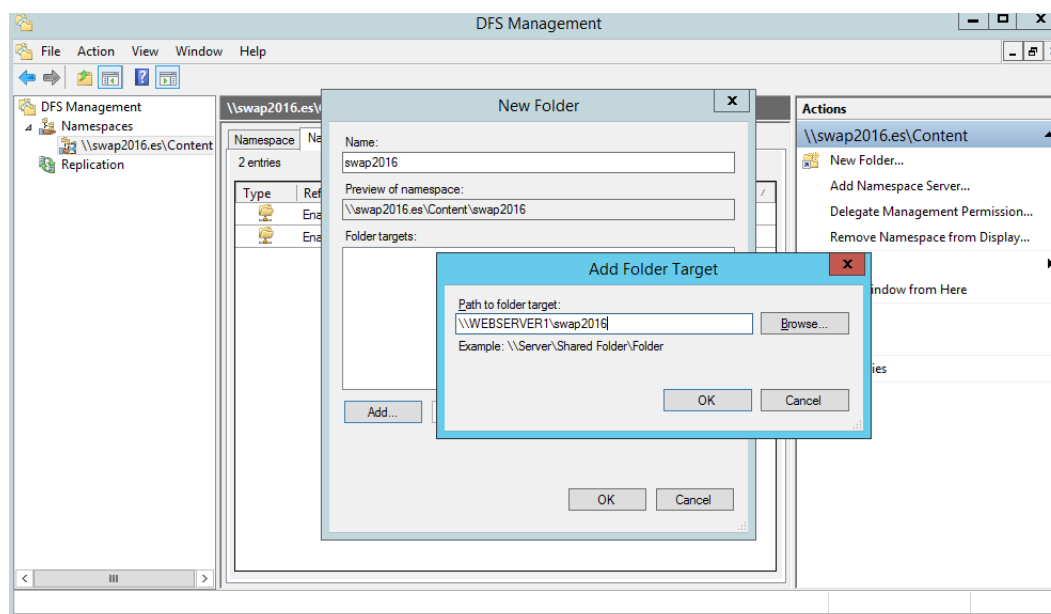 DFS Management
File Action View Window Help
DFS Management
Namespaces
\\swap2016.es\Content
Replication
\\swap2016.es\
Namespace
2 entries
Type
New Folder
x
Name:
swap2016
Preview of namespace:
\\swap2016.es\Content\swap2016
Folder targets:
Add...
OK Cancel
Add Folder Target
x
Path to folder target:
\\WEBSERVER1\swap2016
Browse...
Example: \\Server\Shared Folder\Folder
OK Cancel
Actions
\\swap2016.es\Content
New Folder...
Add Namespace Server...
Delegate Management Permission...
Remove Namespace from Display...
indow from Here
ies